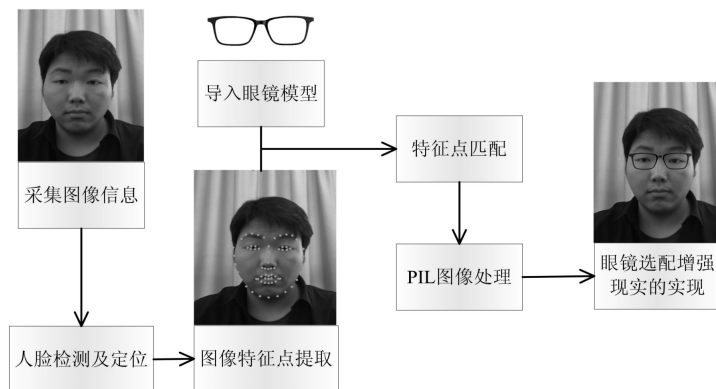 采集图像信息
人脸检测及定位
图像特征点提取
导入眼镜模型
特征点匹配
PIL图像处理
眼镜选配增强
现实的实现